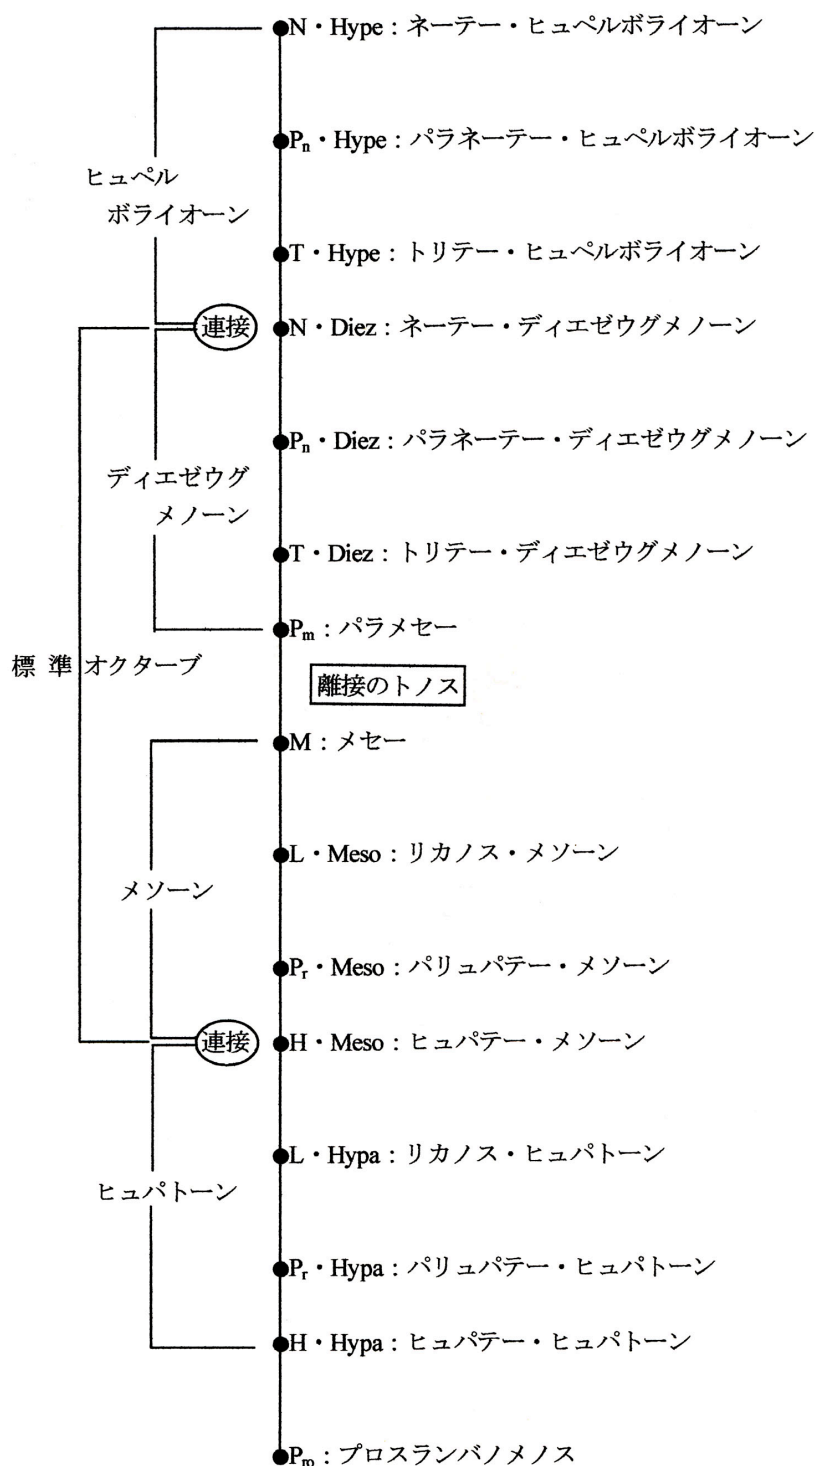 N・Hype：ネーテー・ヒュペルボライオーン
Pn・Hype：パラネーテー・ヒュペルボライオーン
ヒュペル
ボライオーン
T・Hype：トリテー・ヒュペルボライオーン
連接
N・Diez：ネーテー・ディエゼウグメノーン
Pn・Diez：パラネーテー・ディエゼウグメノーン
ディエゼウグ
メノーン
T・Diez：トリテー・ディエゼウグメノーン
Pm：パラメセー
標準オクターブ
離接のトノス
M：メセー
L・Meso：リカノス・メソーン
メソーン
Pr・Meso：パリュパテー・メソーン
連接
H・Meso：ヒュパテー・メソーン
L・Hypa：リカノス・ヒュパトーン
ヒュパトーン
Pr・Hypa：パリュパテー・ヒュパトーン
H・Hypa：ヒュパテー・ヒュパトーン
Pro：プロスランバノメノス